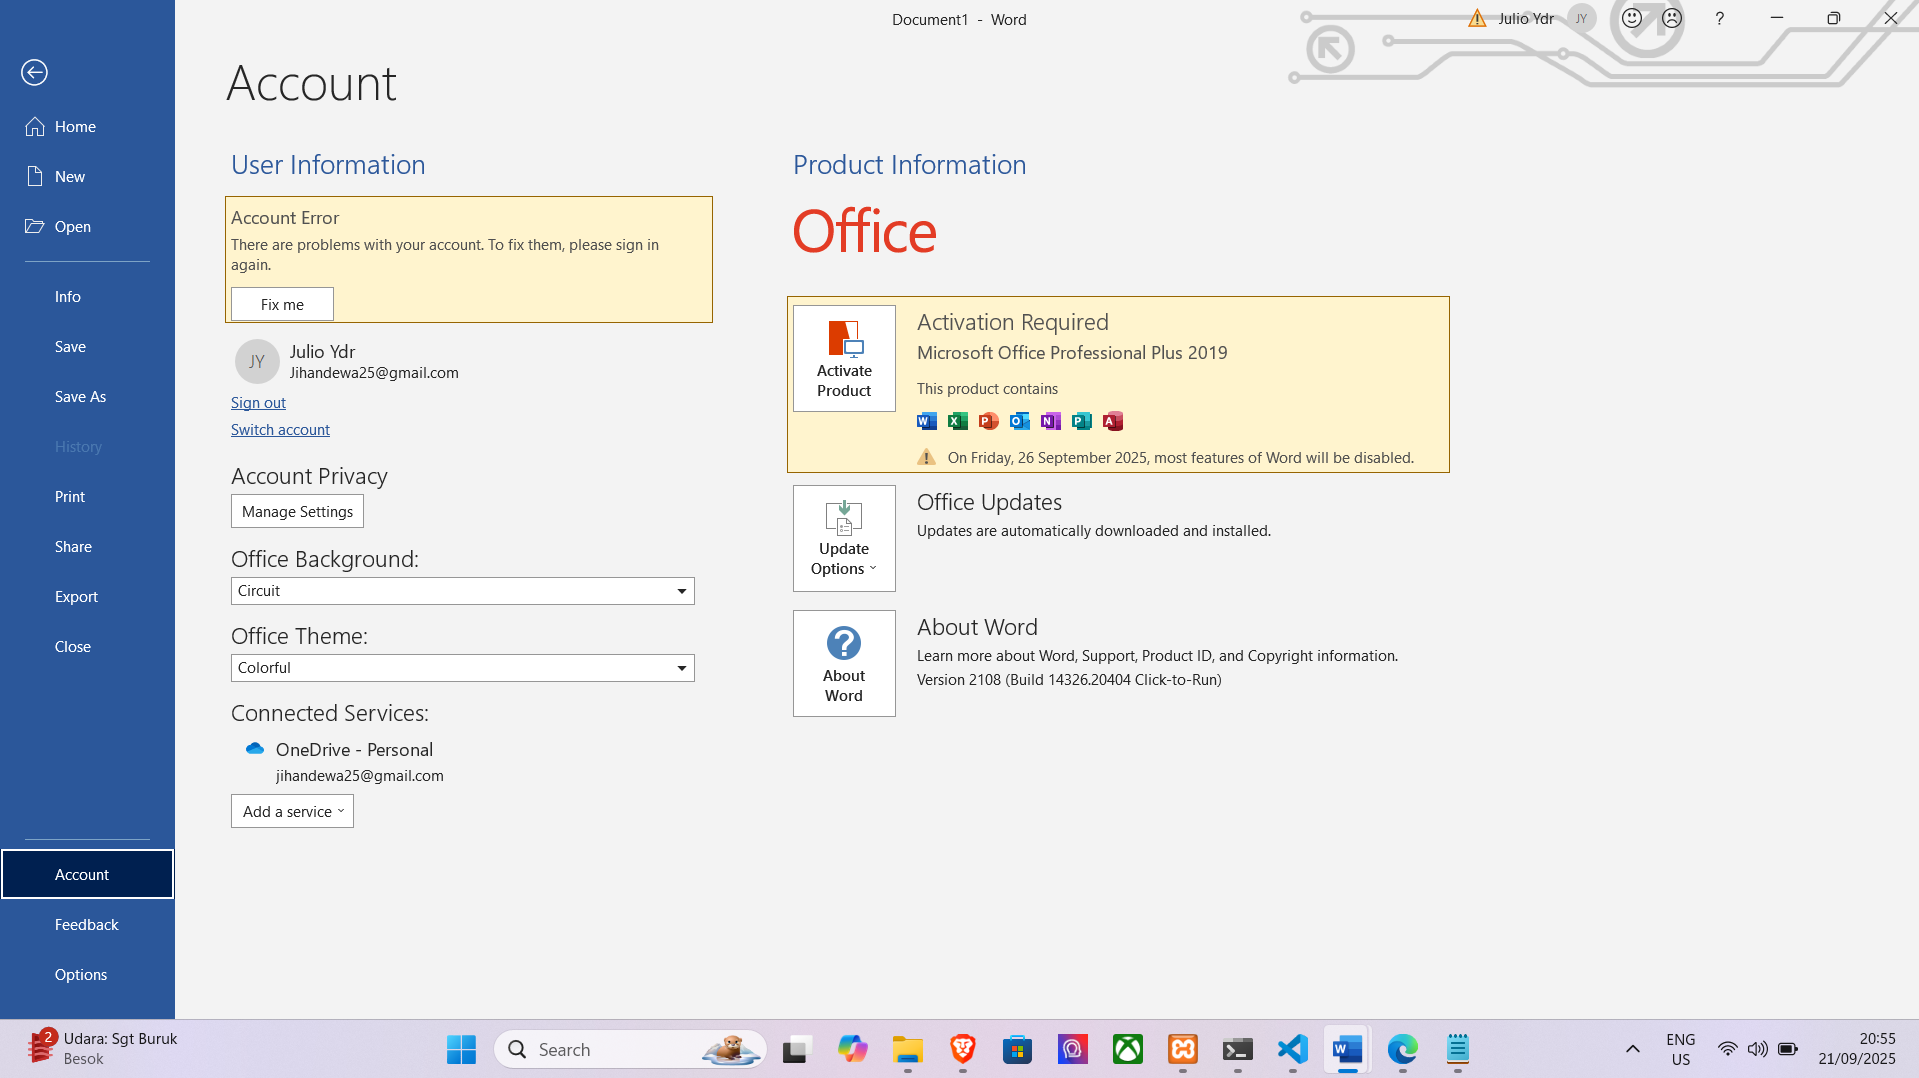 Document1 - Word
Julio Ydr
JY
?
Account
Home
New
Open
Info
Save
Save As
History
Print
Share
Export
Close
Account
Feedback
Options
User Information
Account Error
There are problems with your account. To fix them, please sign in
again.
Fix me
JY
Julio Ydr
Jihandewa25@gmail.com
Sign out
Switch account
Account Privacy
Manage Settings
Office Background:
Circuit
Office Theme:
Colorful
Connected Services:
OneDrive - Personal
jihandewa25@gmail.com
Add a service
Product Information
Office
Activate
Product
Activation Required
Microsoft Office Professional Plus 2019
This product contains
W X P O N P A
On Friday, 26 September 2025, most features of Word will be disabled.
Update
Options
Office Updates
Updates are automatically downloaded and installed.
?
About
Word
About Word
Learn more about Word, Support, Product ID, and Copyright information.
Version 2108 (Build 14326.20404 Click-to-Run)
2
Udara: Sgt Buruk
Besok
Search
W
ENG
US
20:55
21/09/2025